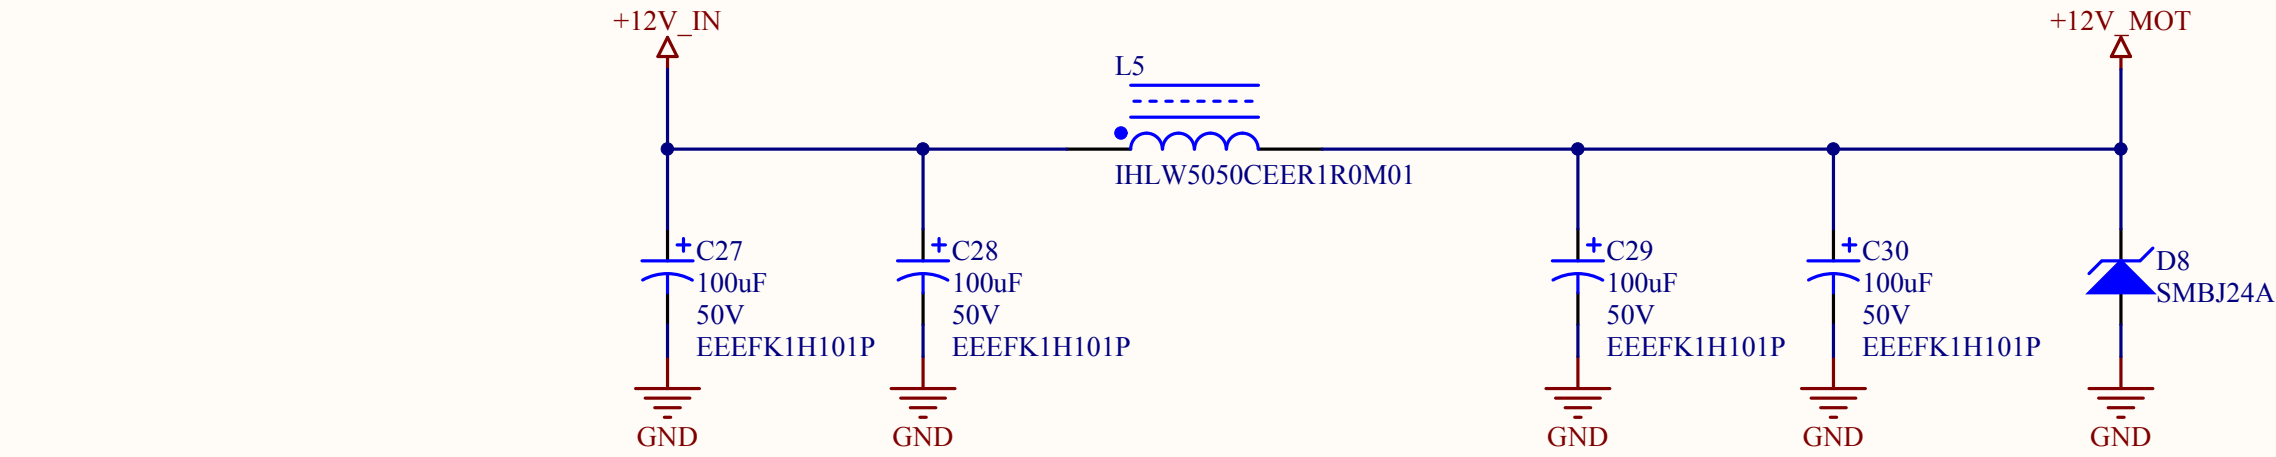 +12V_IN
+12V_MOT
L5
IHLW5050CEER1R0M01
+ C27
100uF
50V
EEEFK1H101P
+ C28
100uF
50V
EEEFK1H101P
+ C29
100uF
50V
EEEFK1H101P
+ C30
100uF
50V
EEEFK1H101P
D8
SMBJ24A
GND
GND
GND
GND
GND